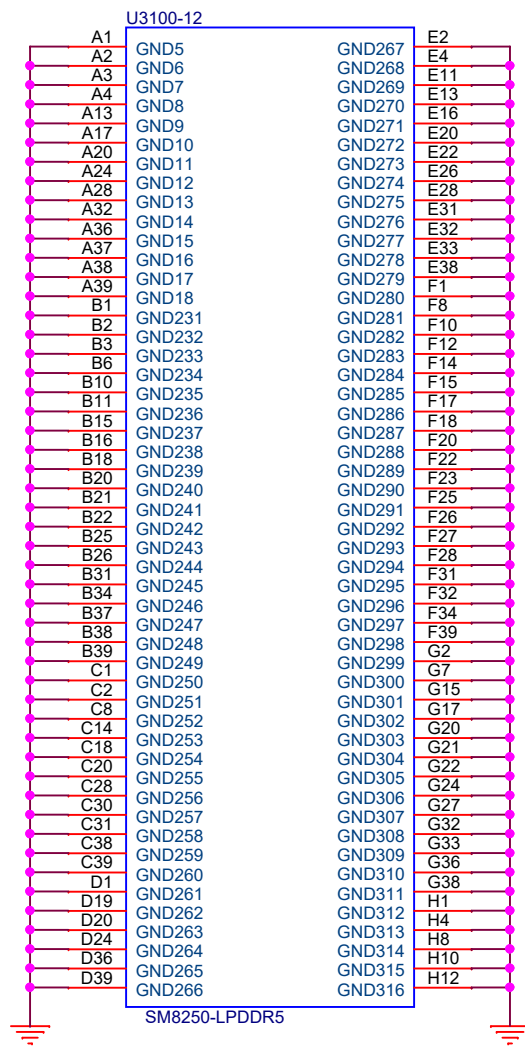 U3100-12
A1 GND5 GND267 E2
A2 GND6 GND268 E4
A3 GND7 GND269 E11
A4 GND8 GND270 E13
A13 GND9 GND271 E16
A17 GND10 GND272 E20
A20 GND11 GND273 E22
A24 GND12 GND274 E26
A28 GND13 GND275 E28
A32 GND14 GND276 E31
A36 GND15 GND277 E32
A37 GND16 GND278 E33
A38 GND17 GND279 E38
A39 GND18 GND280 F1
B1 GND231 GND281 F8
B2 GND232 GND282 F10
B3 GND233 GND283 F12
B6 GND234 GND284 F14
B10 GND235 GND285 F15
B11 GND236 GND286 F17
B15 GND237 GND287 F18
B16 GND238 GND288 F20
B18 GND239 GND289 F22
B20 GND240 GND290 F23
B21 GND241 GND291 F25
B22 GND242 GND292 F26
B25 GND243 GND293 F27
B26 GND244 GND294 F28
B31 GND245 GND295 F31
B34 GND246 GND296 F32
B37 GND247 GND297 F34
B38 GND248 GND298 F39
B39 GND249 GND299 G2
C1 GND250 GND300 G7
C2 GND251 GND301 G15
C8 GND252 GND302 G17
C14 GND253 GND303 G20
C18 GND254 GND304 G21
C20 GND255 GND305 G22
C28 GND256 GND306 G24
C30 GND257 GND307 G27
C31 GND258 GND308 G32
C38 GND259 GND309 G33
C39 GND260 GND310 G36
D1 GND261 GND311 G38
D19 GND262 GND312 H1
D20 GND263 GND313 H4
D24 GND264 GND314 H8
D36 GND265 GND315 H10
D39 GND266 GND316 H12
SM8250-LPDDR5